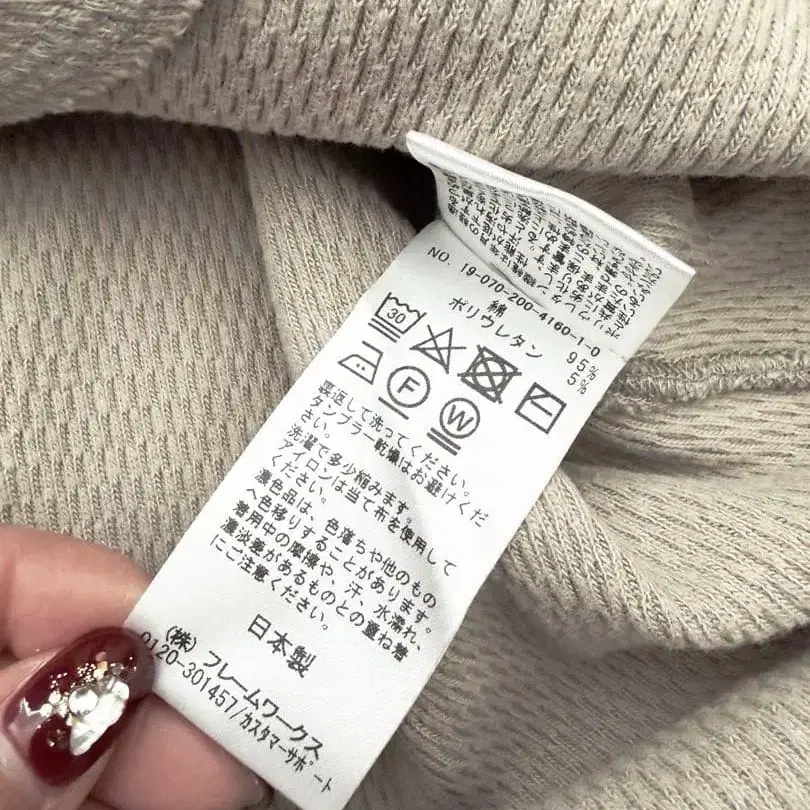 NO. 19-070-200-4160-1-0
綿 95%
ポリウレタン 5%
30
F
W
裏返して洗ってください。
タンブラー乾燥はお避けくだ
さい。
洗濯で多少縮みます。
アイロンは当て布を使用して
ください。
濃色品は、色落ちや他のもの
へ色移りすることがあります。
着用中の摩擦や、汗、水濡れ、
濃淡差があるものとの重ね着
にご注意ください。
日本製
(株) フレームワークス
0120-301457/カスタマーサポート